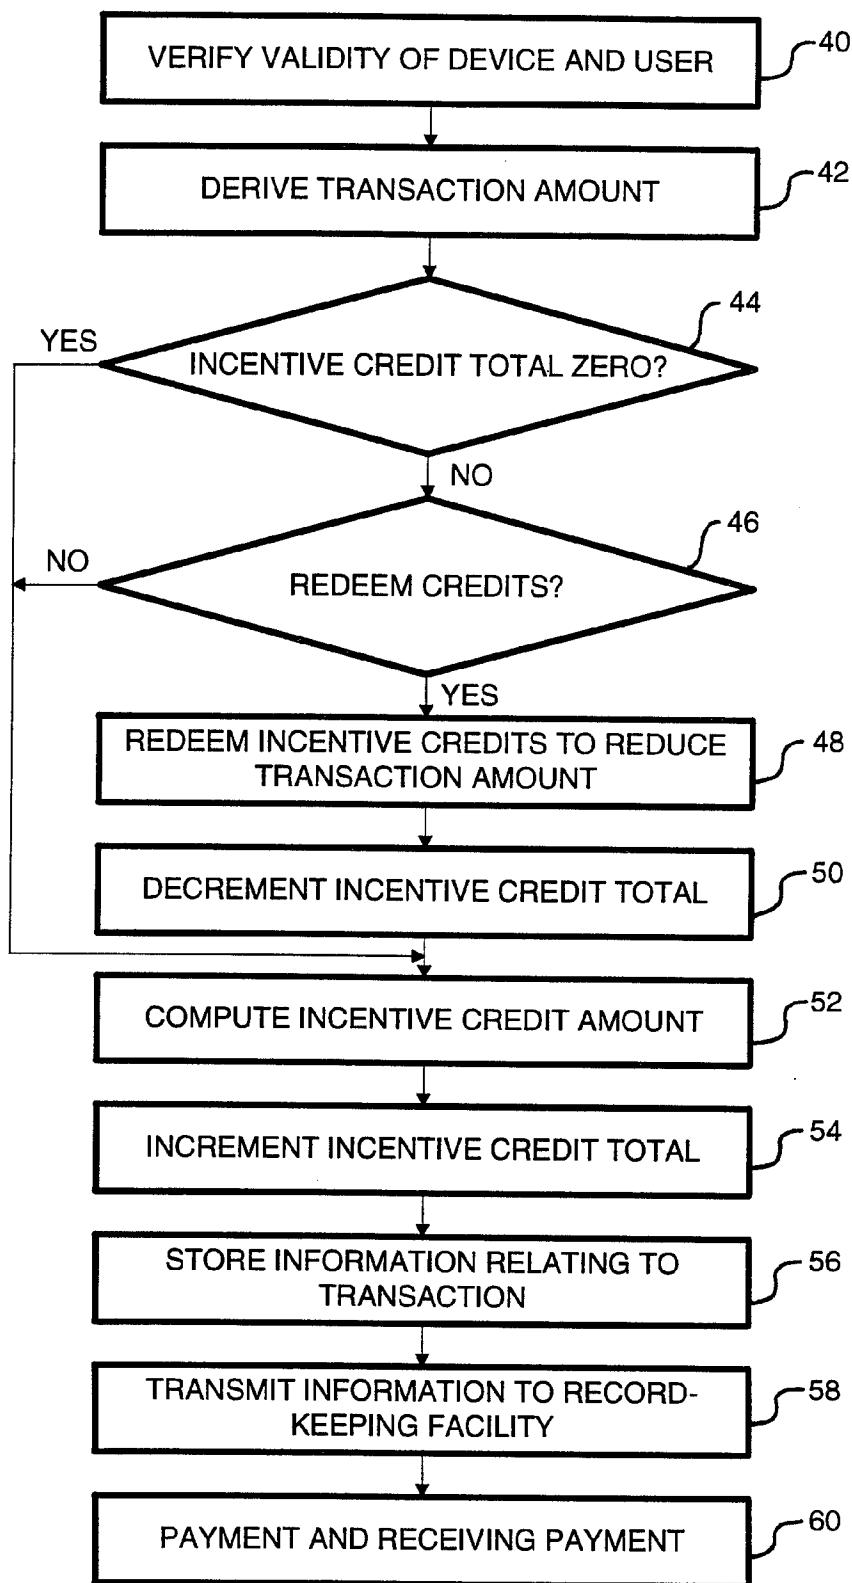 VERIFY VALIDITY OF DEVICE AND USER
40
DERIVE TRANSACTION AMOUNT
42
44
YES
INCENTIVE CREDIT TOTAL ZERO?
NO
46
NO
REDEEM CREDITS?
YES
REDEEM INCENTIVE CREDITS TO REDUCE
TRANSACTION AMOUNT
48
DECREMENT INCENTIVE CREDIT TOTAL
50
COMPUTE INCENTIVE CREDIT AMOUNT
52
INCREMENT INCENTIVE CREDIT TOTAL
54
STORE INFORMATION RELATING TO
TRANSACTION
56
TRANSMIT INFORMATION TO RECORD-
KEEPING FACILITY
58
PAYMENT AND RECEIVING PAYMENT
60